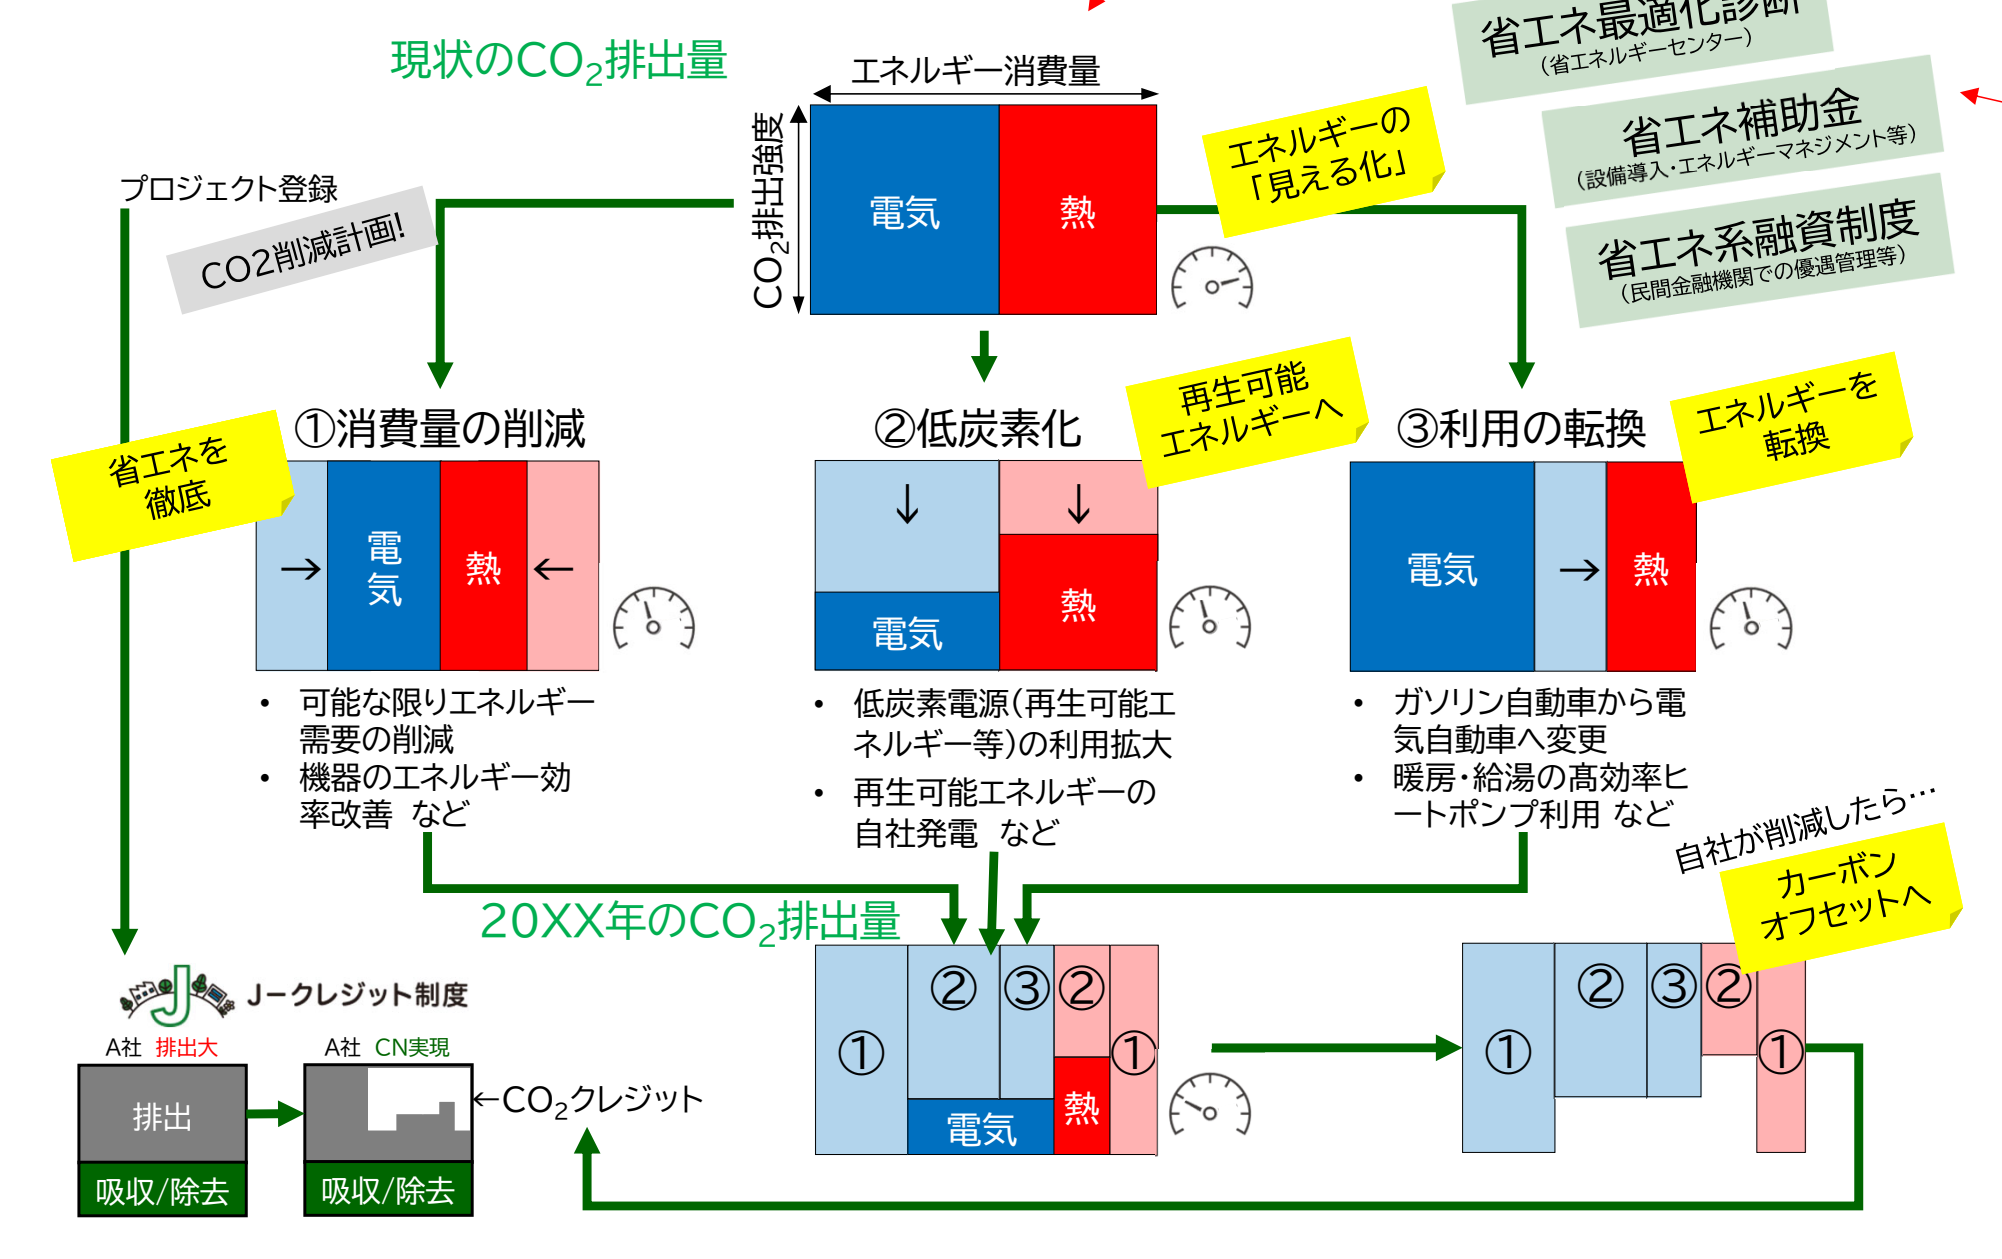 省エネ最適化診断
（省エネルギーセンター）
現状のCO₂排出量
エネルギー消費量
CO₂排出強度
電気
熱
エネルギーの
「見える化」
省エネ補助金
（設備導入・エネルギーマネジメント等）
省エネ系融資制度
（民間金融機関での優遇管理等）
プロジェクト登録
CO2削減計画!
①消費量の削減
省エネを
徹底
→
電
気
熱
←
・ 可能な限りエネルギー
需要の削減
・ 機器のエネルギー効
率改善 など
②低炭素化
再生可能
エネルギーへ
↓
↓
電気
熱
・ 低炭素電源(再生可能エ
ネルギー等)の利用拡大
・ 再生可能エネルギーの
自社発電 など
③利用の転換
エネルギーを
転換
電気
→
熱
・ ガソリン自動車から電
気自動車へ変更
・ 暖房・給湯の髙効率ヒ
ートポンプ利用 など
自社が削減したら…
カーボン
オフセットへ
20XX年のCO₂排出量
①
②
③
②
①
電気
熱
①
②
③
②
①
J-クレジット制度
A社 排出大
排出
吸収/除去
A社 CN実現
吸収/除去
←CO₂クレジット